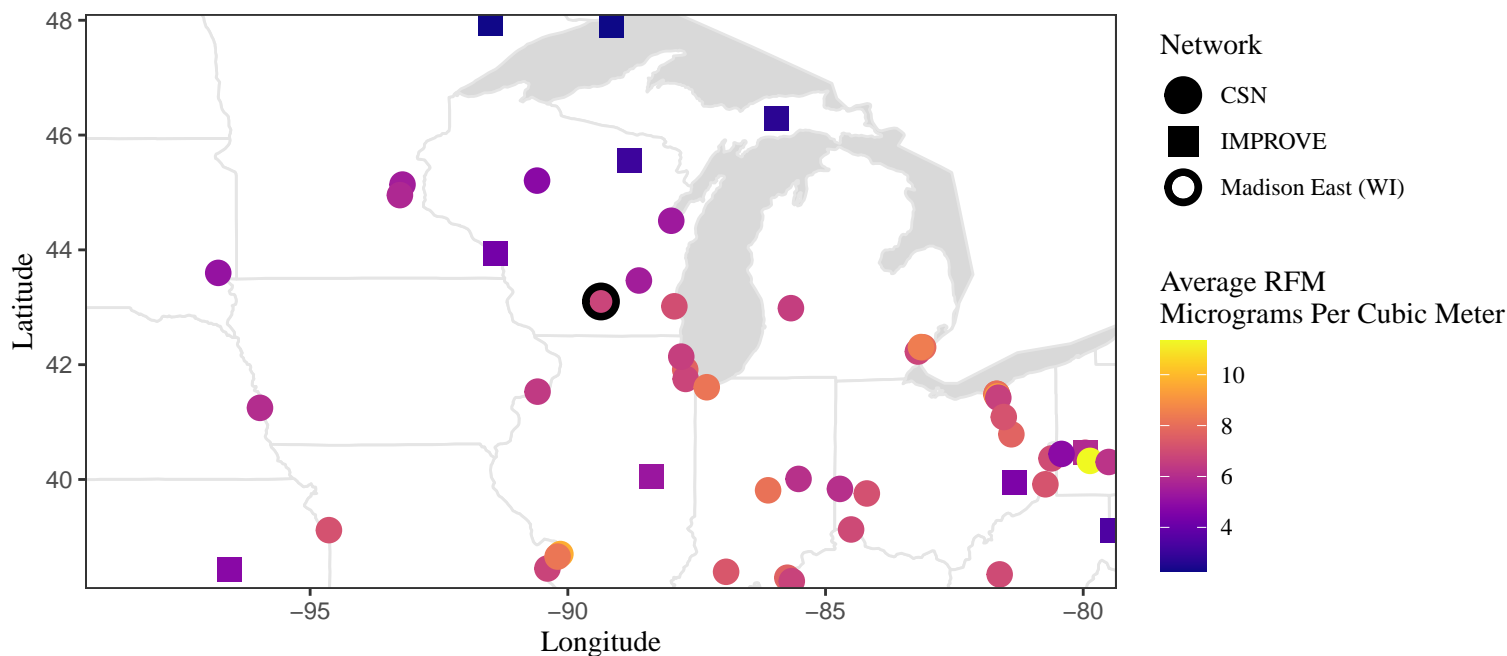 48
46
44
42
40
−95
−90
−85
−80
Longitude
Latitude
Network
CSN
IMPROVE
Madison East (WI)
Average RFM
Micrograms Per Cubic Meter
10
8
6
4